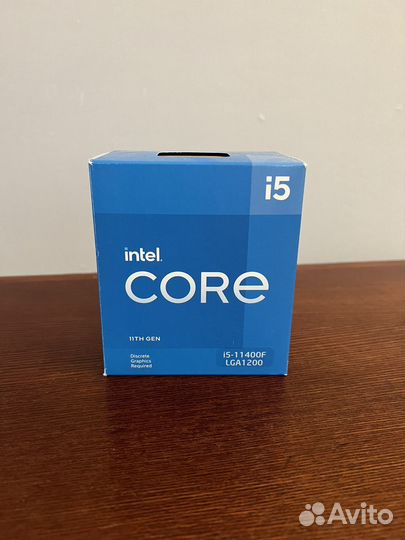 i5
intel.
CORE
11TH GEN
Discrete
Graphics
Required
i5-11400F
LGA1200
Avito